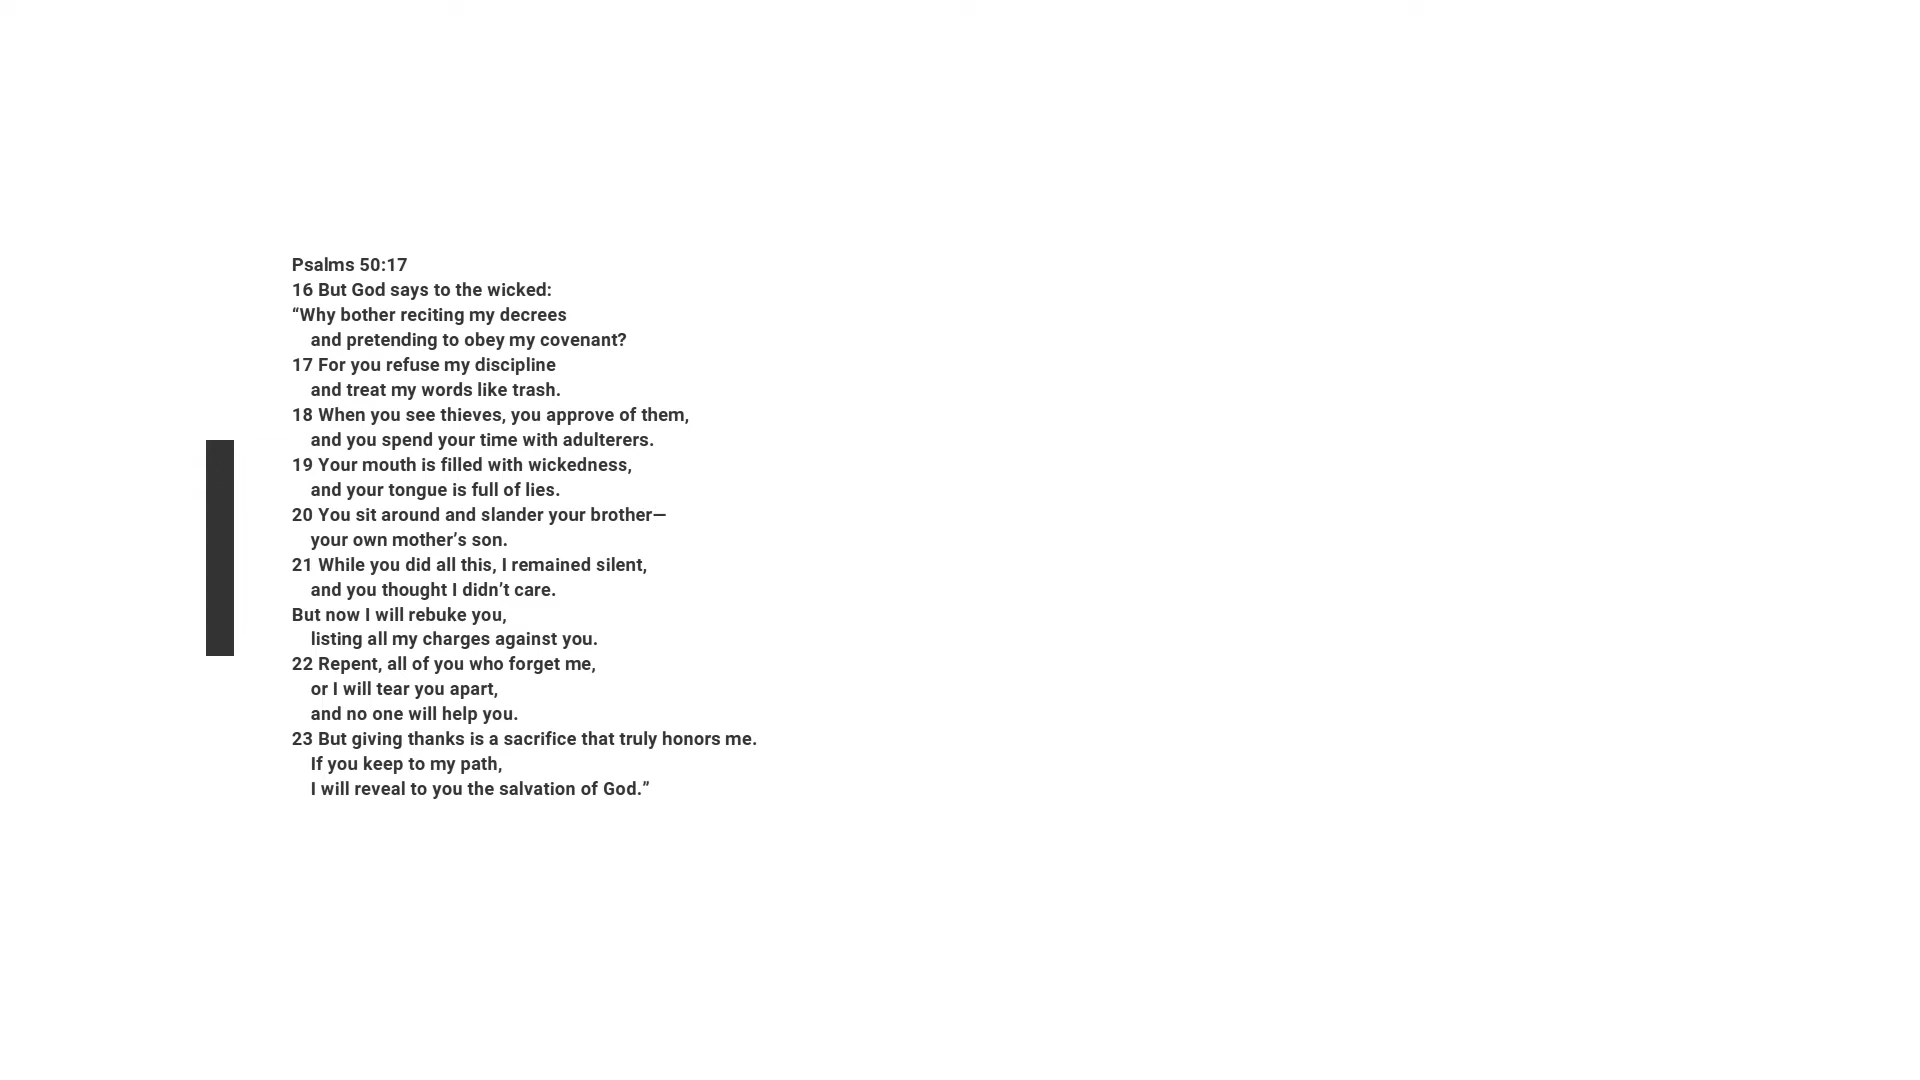 Psalms 50:17
16 But God says to the wicked:
“Why bother reciting my decrees
and pretending to obey my covenant?
17 For you refuse my discipline
and treat my words like trash.
18 When you see thieves, you approve of them,
and you spend your time with adulterers.
19 Your mouth is filled with wickedness,
and your tongue is full of lies.
20 You sit around and slander your brother—
your own mother’s son.
21 While you did all this, I remained silent,
and you thought I didn’t care.
But now I will rebuke you,
listing all my charges against you.
22 Repent, all of you who forget me,
or I will tear you apart,
and no one will help you.
23 But giving thanks is a sacrifice that truly honors me.
If you keep to my path,
I will reveal to you the salvation of God.”